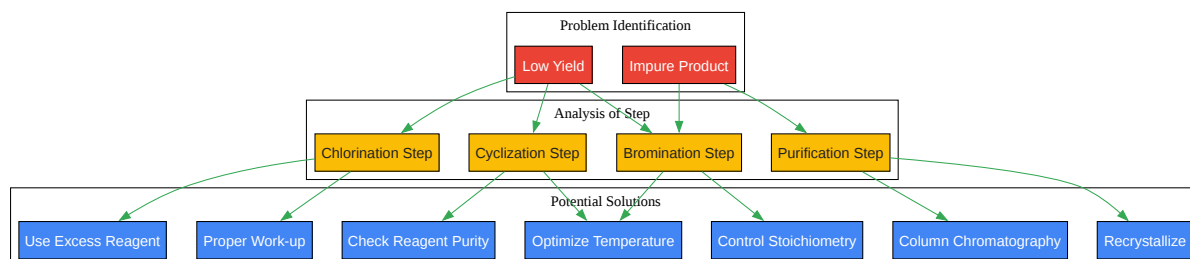 Problem Identification
Low Yield
Impure Product
Analysis of Step
Chlorination Step
Cyclization Step
Bromination Step
Purification Step
Potential Solutions
Use Excess Reagent
Proper Work-up
Check Reagent Purity
Optimize Temperature
Control Stoichiometry
Column Chromatography
Recrystallize